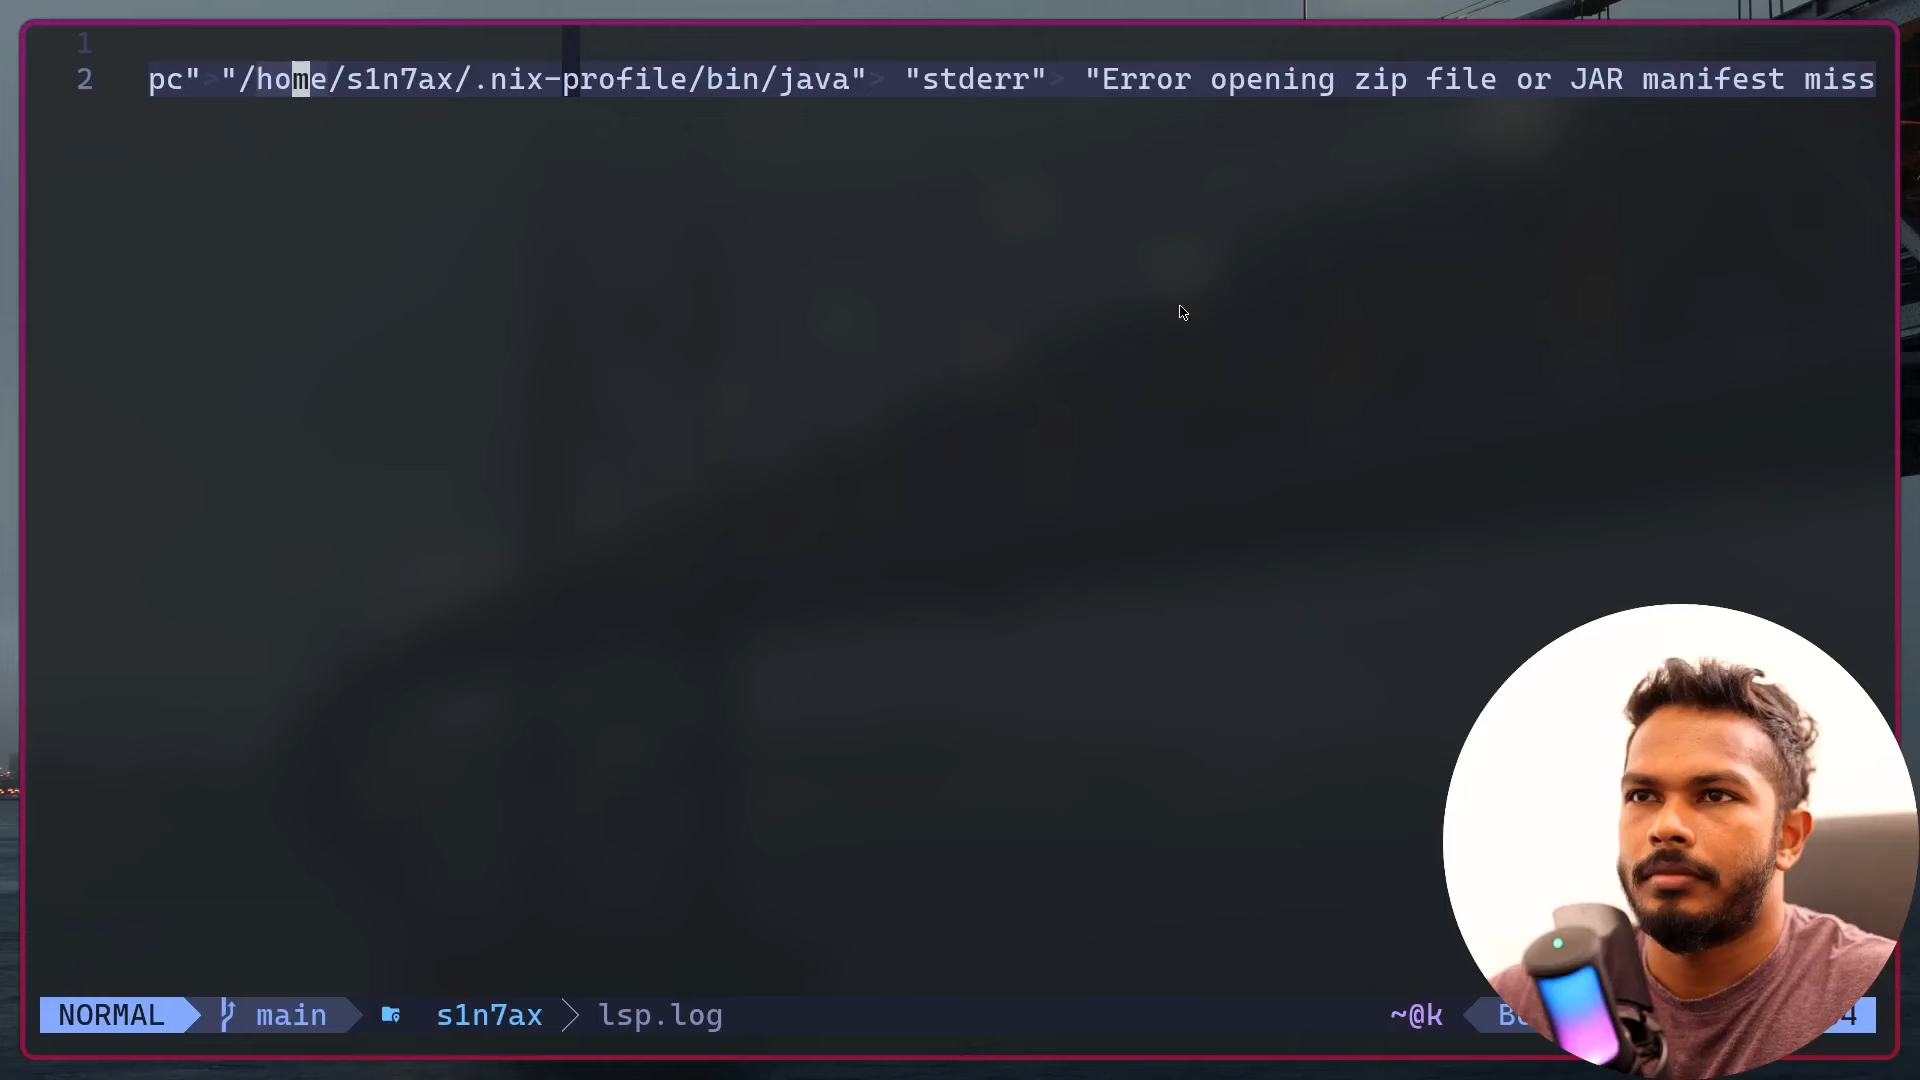 1
2 pc" "/home/s1n7ax/.nix-profile/bin/java" "stderr" "Error opening zip file or JAR manifest miss
NORMAL main s1n7ax lsp.log ~@k